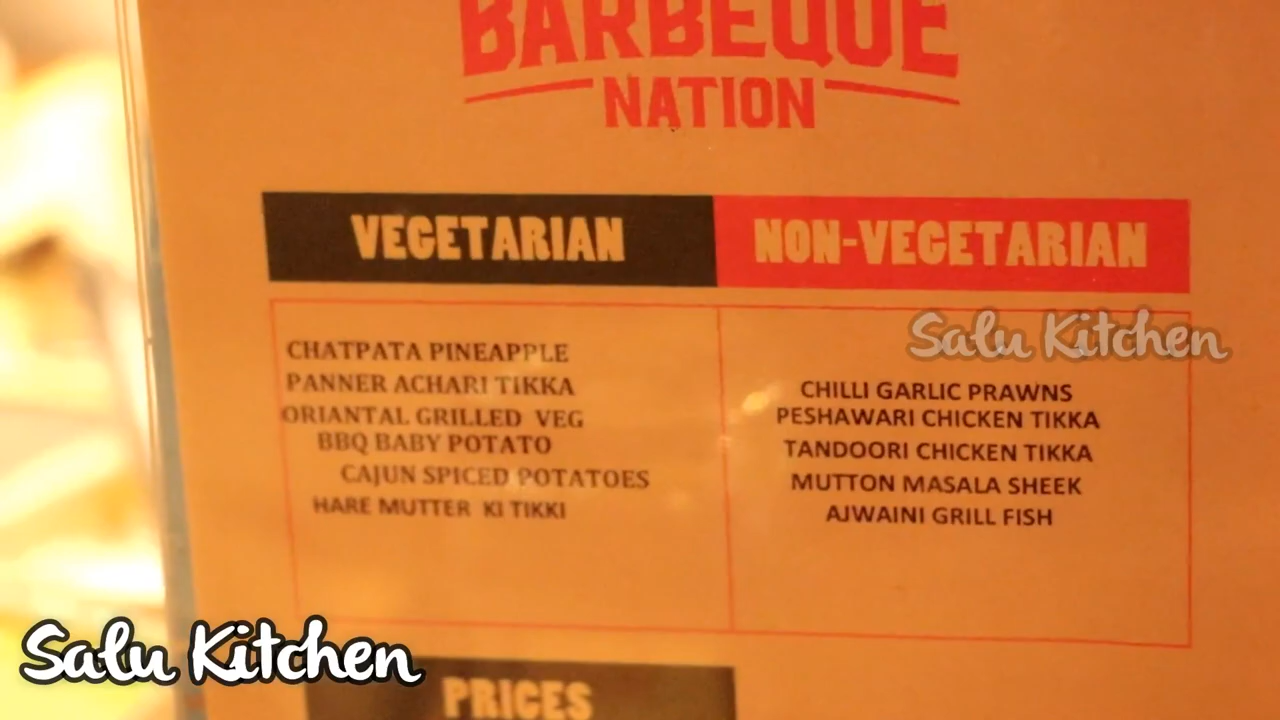 BARBEQUE
NATION
VEGETARIAN
NON-VEGETARIAN
Salu Kitchen
CHATPATA PINEAPPLE
PANNER ACHARI TIKKA
ORIANTAL GRILLED VEG
BBQ BABY POTATO
CAJUN SPICED POTATOES
HARE MUTTER KI TIKKI
CHILLI GARLIC PRAWNS
PESHAWARI CHICKEN TIKKA
TANDOORI CHICKEN TIKKA
MUTTON MASALA SHEEK
AJWAINI GRILL FISH
Salu Kitchen
PRICES